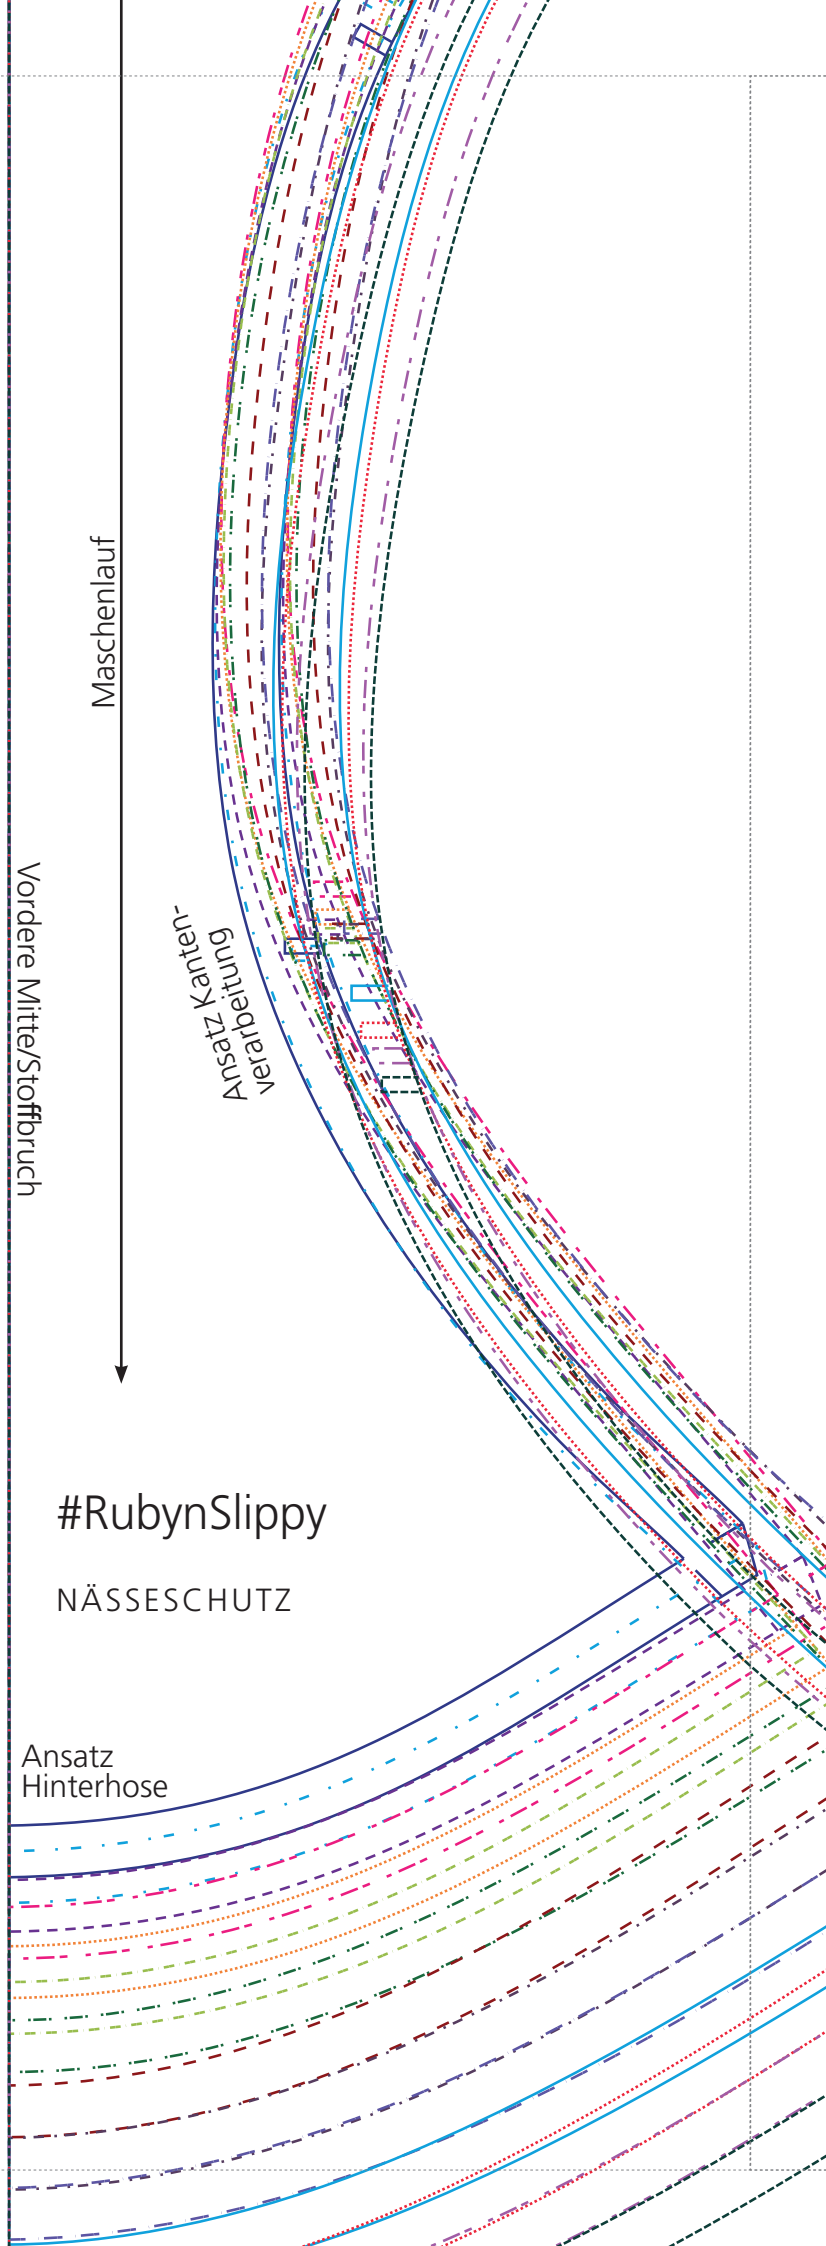 Maschenlauf
Vordere Mitte/Stoffbruch
Ansatz Kanten-
verarbeitung
#RubynSlippy
NÄSSESCHUTZ
Ansatz
Hinterhose